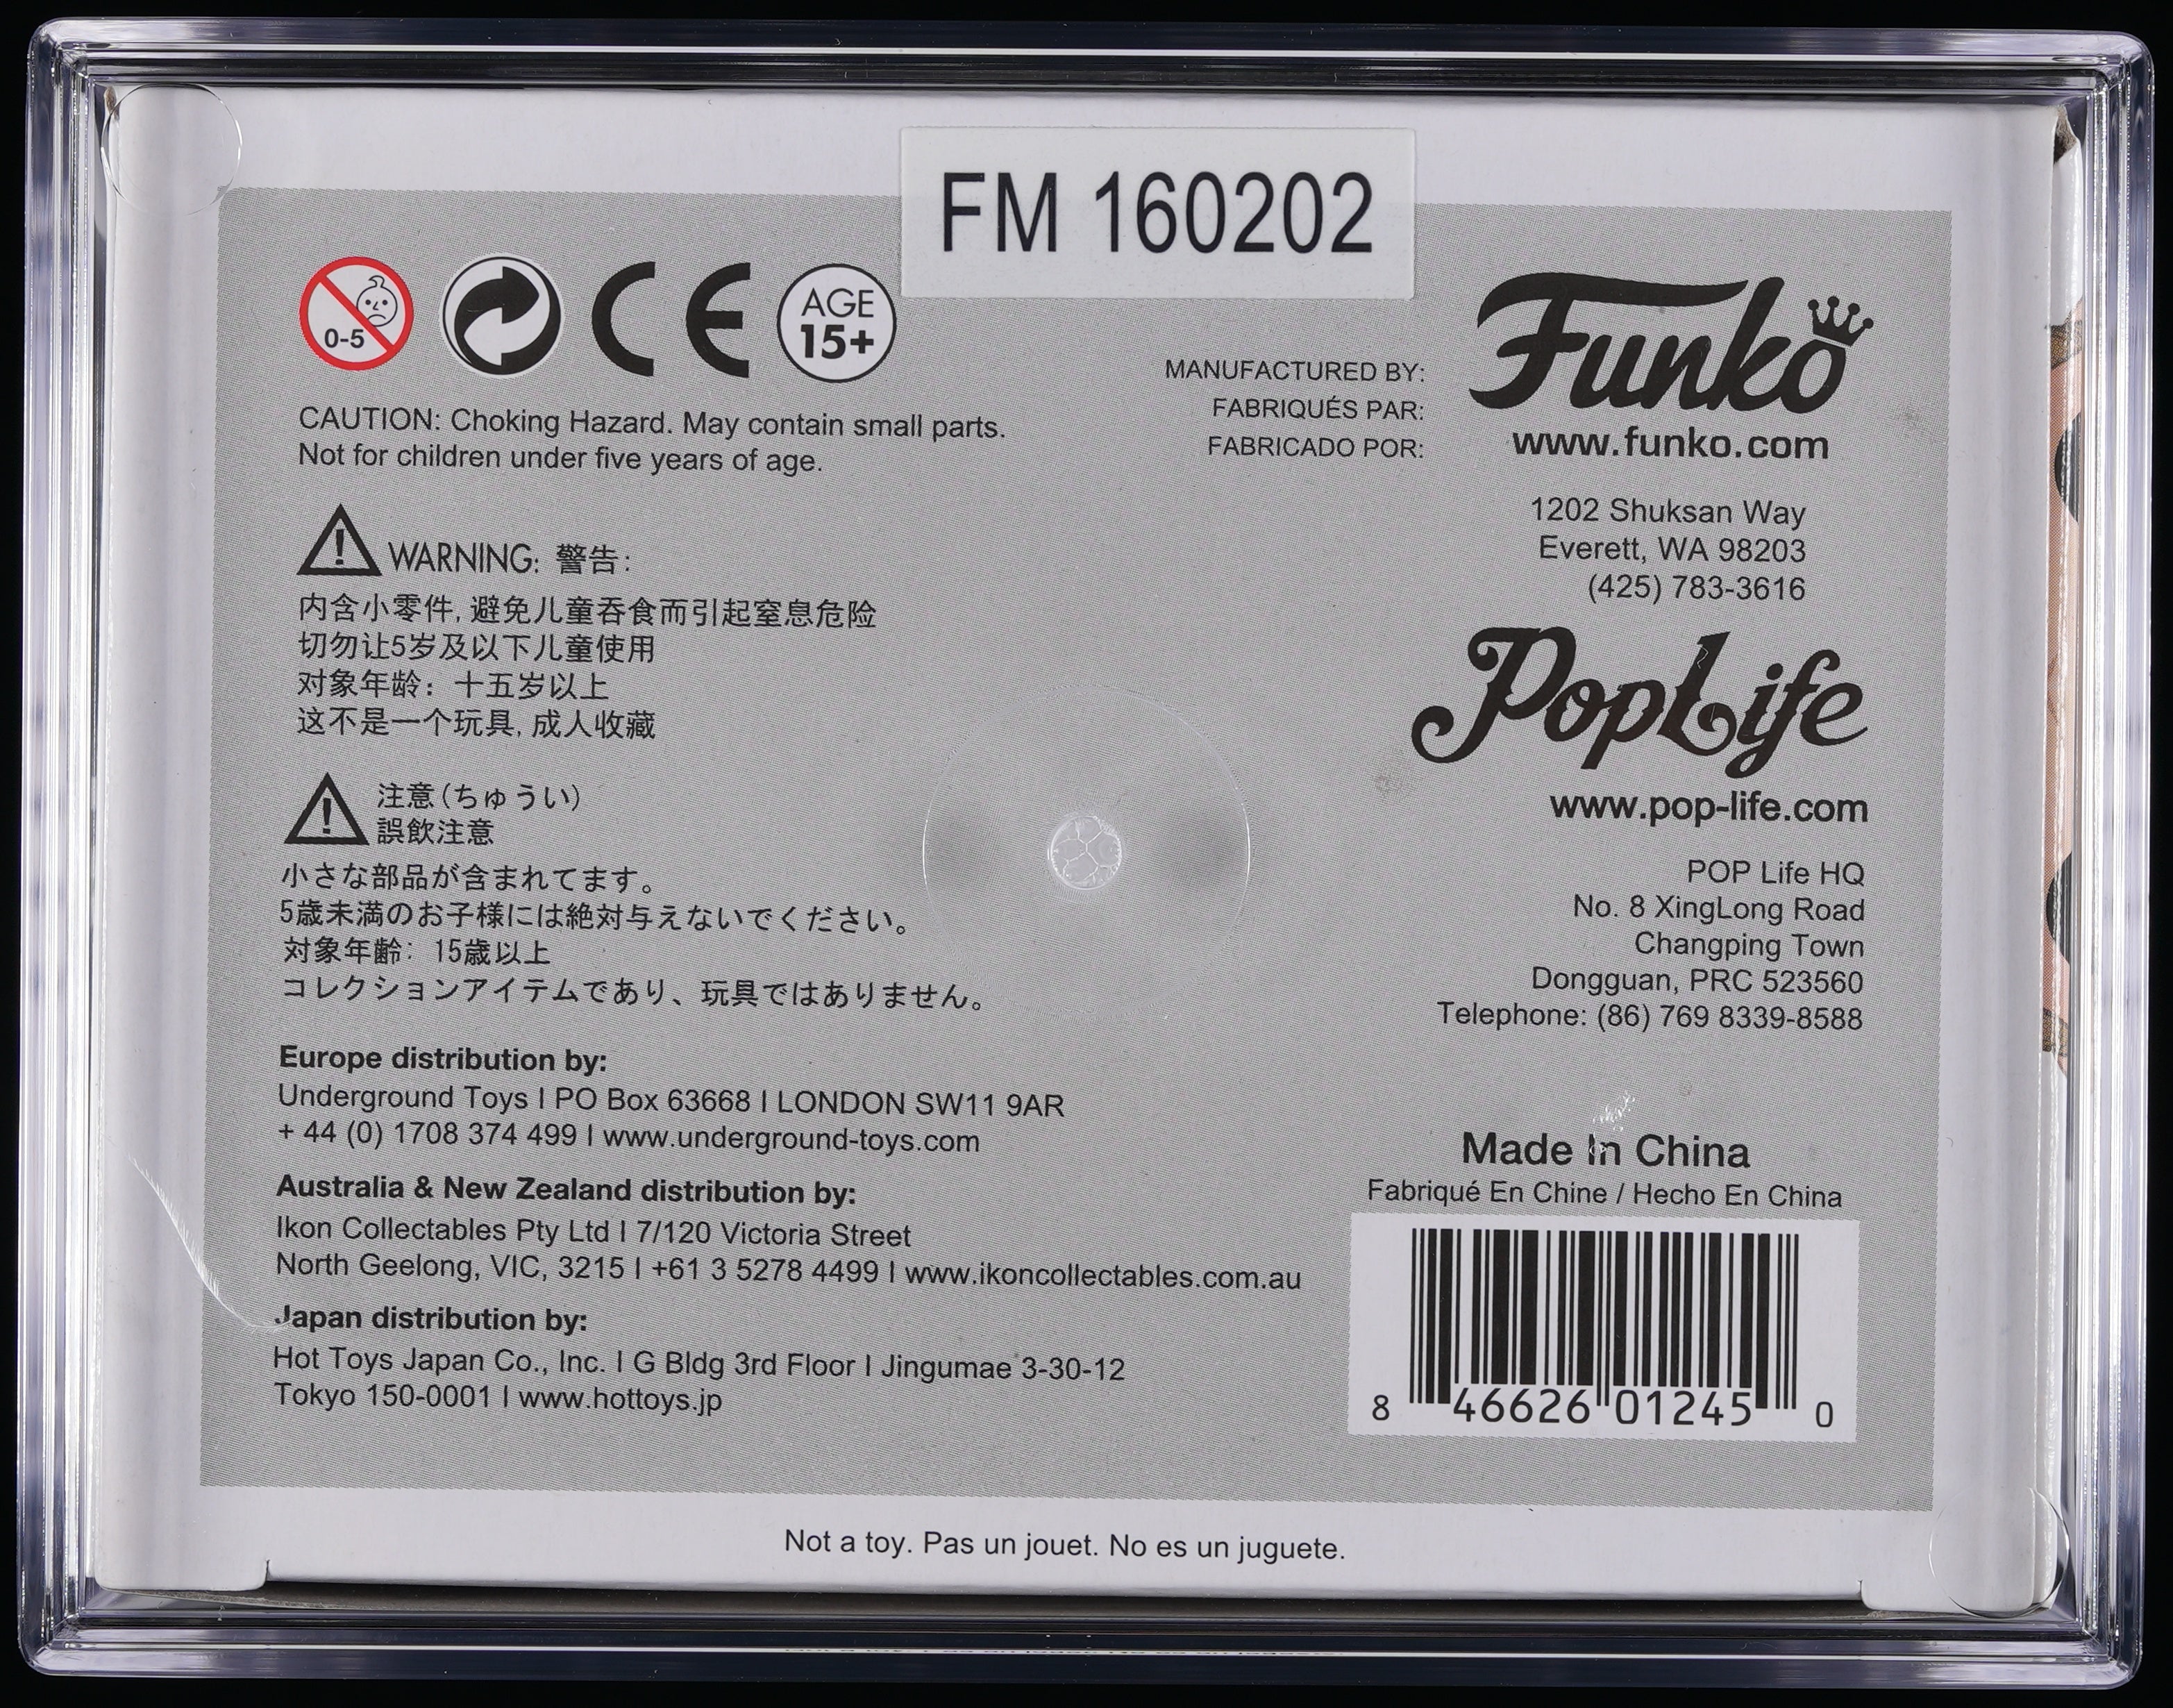 FM 160202
0-5
CE
AGE
15+
CAUTION: Choking Hazard. May contain small parts.
Not for children under five years of age.
WARNING: 警告:
内含小零件, 避免儿童吞食而引起窒息危险
切勿让5岁及以下儿童使用
对象年龄：十五岁以上
这不是一个玩具, 成人收藏
注意(ちゅうい)
誤飲注意
小さな部品が含まれてます。
5歳未満のお子様には絶対与えないでください。
対象年齢: 15歳以上
コレクションアイテムであり、玩具ではありません。
Europe distribution by:
Underground Toys I PO Box 63668 I LONDON SW11 9AR
+ 44 (0) 1708 374 499 I www.underground-toys.com
Australia & New Zealand distribution by:
Ikon Collectables Pty Ltd I 7/120 Victoria Street
North Geelong, VIC, 3215 I +61 3 5278 4499 I www.ikoncollectables.com.au
Japan distribution by:
Hot Toys Japan Co., Inc. I G Bldg 3rd Floor I Jingumae 3-30-12
Tokyo 150-0001 I www.hottoys.jp
MANUFACTURED BY:
FABRIQUÉS PAR:
FABRICADO POR:
Funko
www.funko.com
1202 Shuksan Way
Everett, WA 98203
(425) 783-3616
PopLife
www.pop-life.com
POP Life HQ
No. 8 XingLong Road
Changping Town
Dongguan, PRC 523560
Telephone: (86) 769 8339-8588
Made In China
Fabriqué En Chine / Hecho En China
8 46626 01245 0
Not a toy. Pas un jouet. No es un juguete.